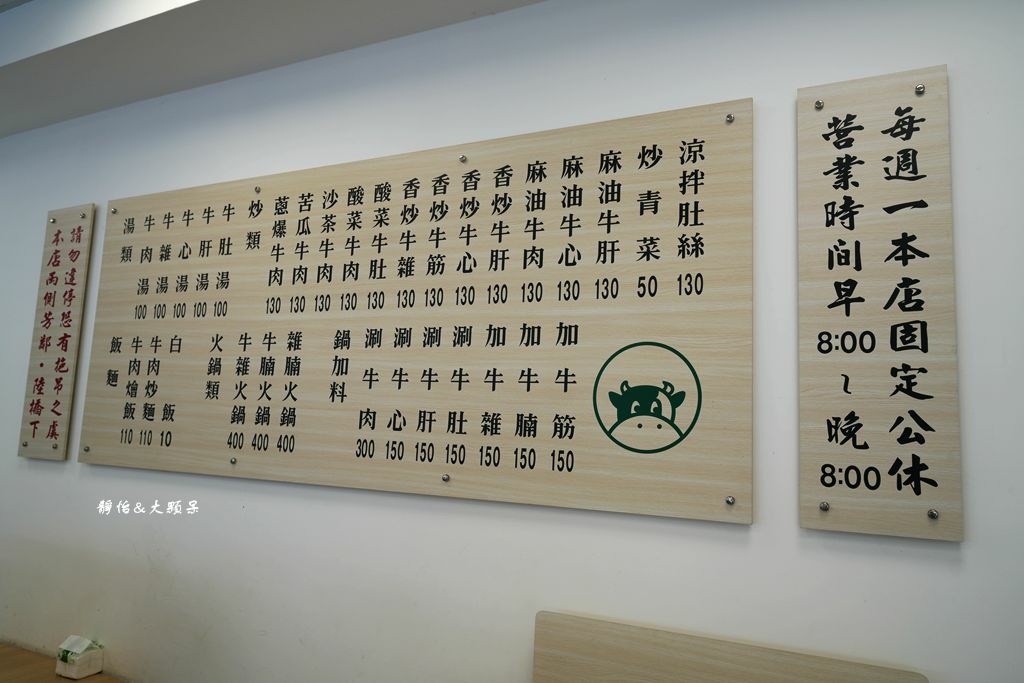 請勿違停恐有拖吊之虞
本店兩側芳鄰・陸橋下
湯類
牛肉湯 100
牛雜湯 100
牛心湯 100
牛肝湯 100
牛肚湯 100
炒類
蔥爆牛肉 130
苦瓜牛肉 130
沙茶牛肉 130
酸菜牛肉 130
酸菜牛肚 130
香炒牛雜 130
香炒牛筋 130
香炒牛心 130
香炒牛肝 130
麻油牛肉 130
麻油牛心 130
麻油牛肝 130
炒青菜 50
涼拌肚絲 130
飯麵
牛肉燴飯 110
牛肉炒麵 110
白飯 10
火鍋類
牛雜火鍋 400
牛腩火鍋 400
雜腩火鍋 400
鍋加料
涮牛肉 300
涮牛心 150
涮牛肝 150
涮牛肚 150
加牛雜 150
加牛腩 150
加牛筋 150
每週一本店固定公休
營業時間早8:00~晚8:00
靜怡&大顆呆